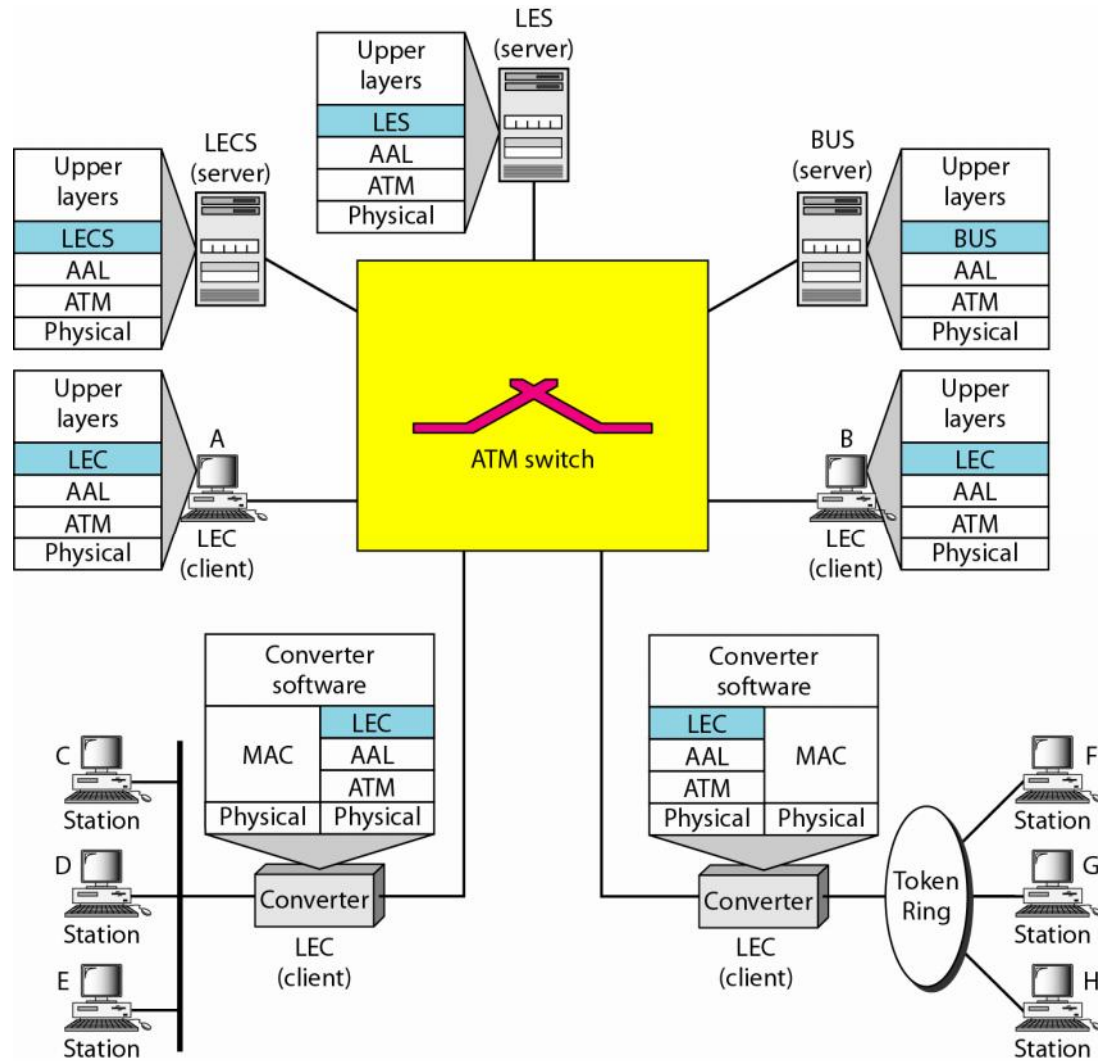 LES
(server)
Upper
layers
LES
AAL
ATM
Physical
LECS
(server)
Upper
layers
LECS
AAL
ATM
Physical
BUS
(server)
Upper
layers
BUS
AAL
ATM
Physical
Upper
layers
LEC
AAL
ATM
Physical
A
LEC
(client)
ATM switch
B
LEC
(client)
Upper
layers
LEC
AAL
ATM
Physical
Converter
software
MAC
LEC
AAL
ATM
Physical
Physical
Converter
LEC
(client)
C
Station
D
Station
E
Station
Converter
software
LEC
AAL
ATM
MAC
Physical
Physical
Converter
LEC
(client)
Token
Ring
F
Station
G
Station
H
Station